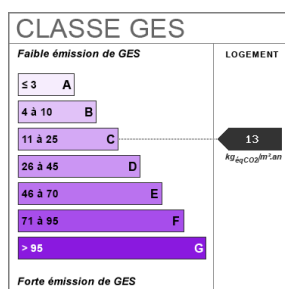 CLASSE GES
Faible émission de GES
LOGEMENT
≤ 3 A
4 à 10 B
11 à 25 C
13
kgéqCO2/m².an
26 à 45 D
46 à 70 E
71 à 95 F
> 95 G
Forte émission de GES